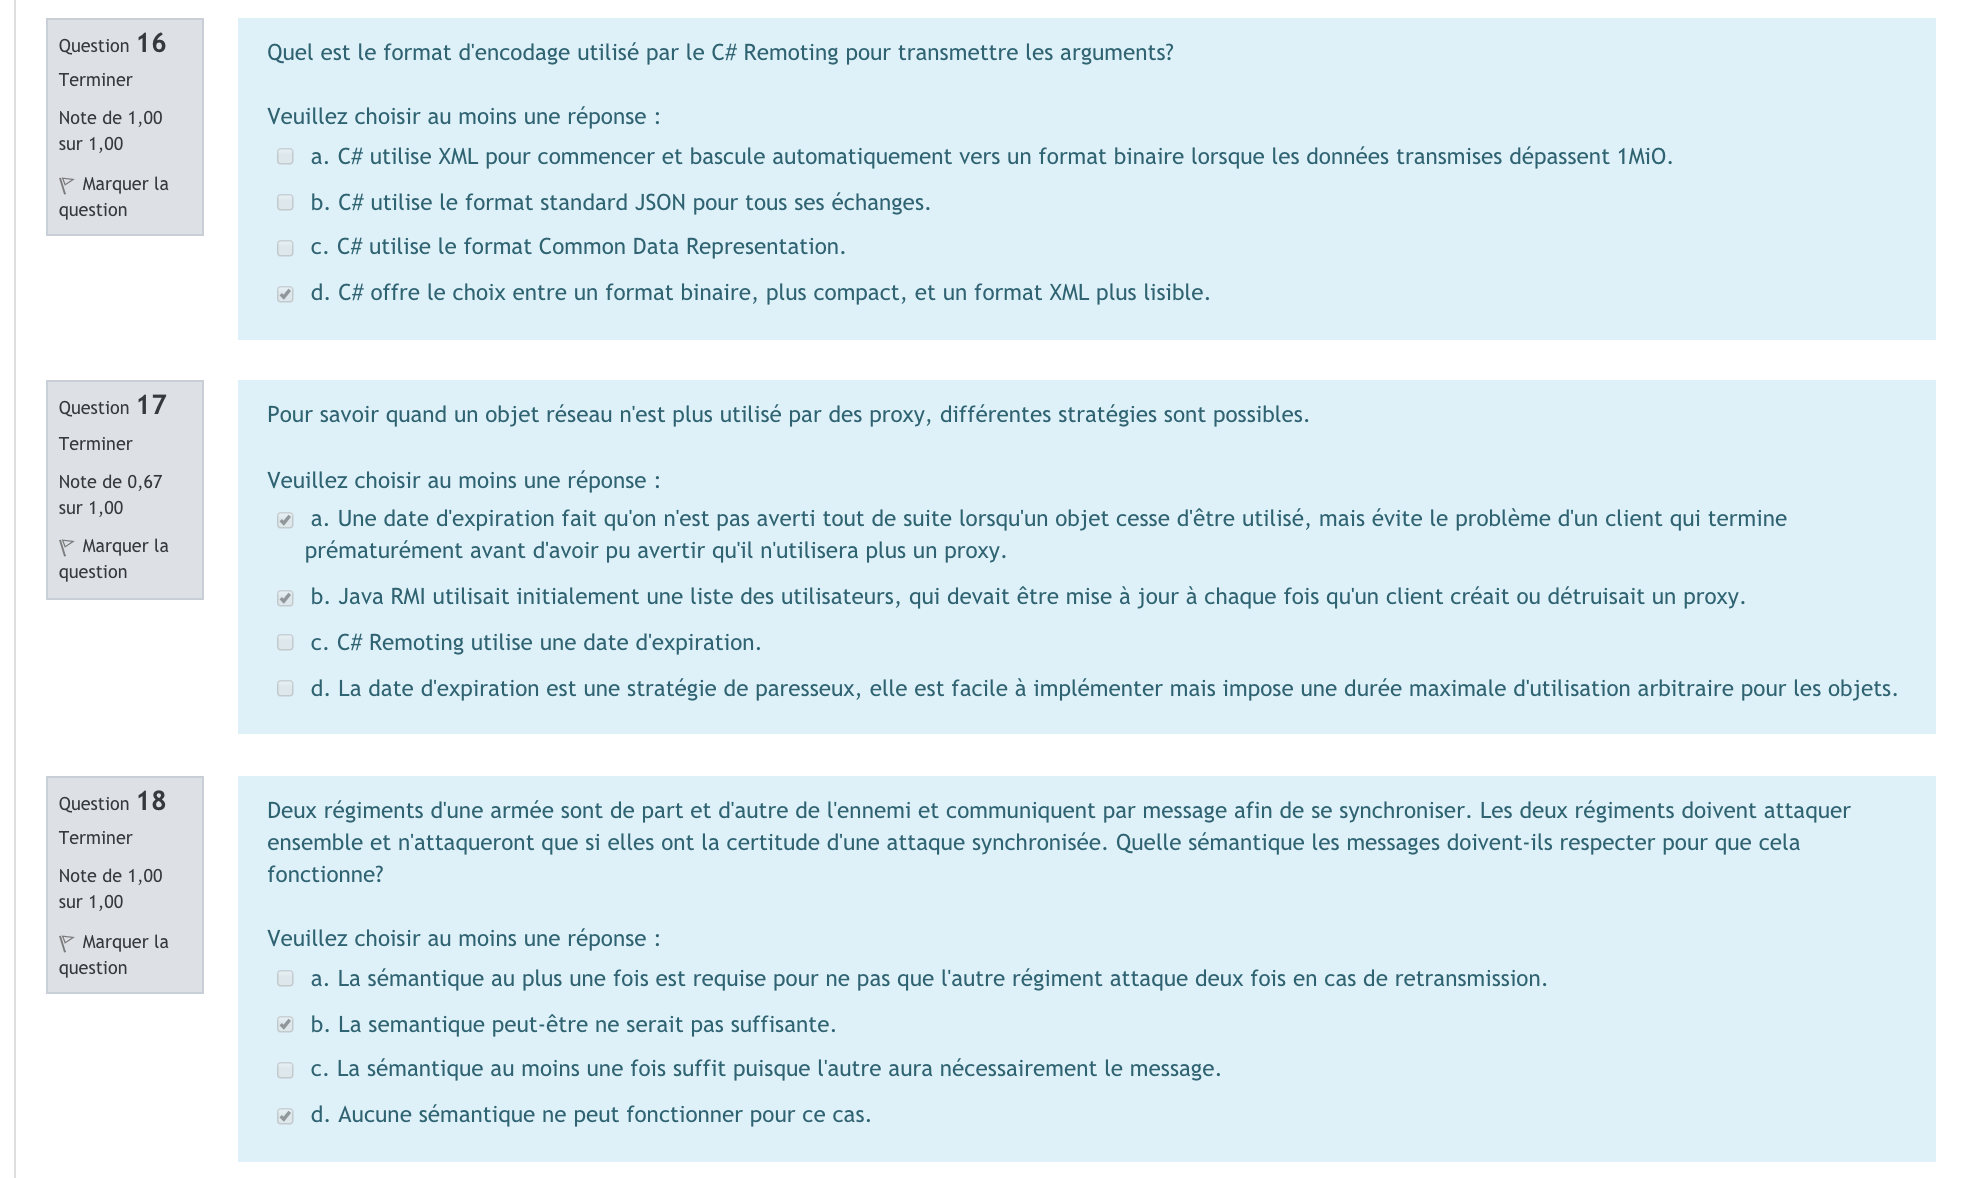 Question 16
Terminer
Note de 1,00
sur 1,00
Marquer la
question
Quel est le format d'encodage utilisé par le C# Remoting pour transmettre les arguments?
Veuillez choisir au moins une réponse :
a. C# utilise XML pour commencer et bascule automatiquement vers un format binaire lorsque les données transmises dépassent 1MiO.
b. C# utilise le format standard JSON pour tous ses échanges.
c. C# utilise le format Common Data Representation.
d. C# offre le choix entre un format binaire, plus compact, et un format XML plus lisible.
Question 17
Terminer
Note de 0,67
sur 1,00
Marquer la
question
Pour savoir quand un objet réseau n'est plus utilisé par des proxy, différentes stratégies sont possibles.
Veuillez choisir au moins une réponse :
a. Une date d'expiration fait qu'on n'est pas averti tout de suite lorsqu'un objet cesse d'être utilisé, mais évite le problème d'un client qui termine
prématurément avant d'avoir pu avertir qu'il n'utilisera plus un proxy.
b. Java RMI utilisait initialement une liste des utilisateurs, qui devait être mise à jour à chaque fois qu'un client créait ou détruisait un proxy.
c. C# Remoting utilise une date d'expiration.
d. La date d'expiration est une stratégie de paresseux, elle est facile à implémenter mais impose une durée maximale d'utilisation arbitraire pour les objets.
Question 18
Terminer
Note de 1,00
sur 1,00
Marquer la
question
Deux régiments d'une armée sont de part et d'autre de l'ennemi et communiquent par message afin de se synchroniser. Les deux régiments doivent attaquer
ensemble et n'attaqueront que si elles ont la certitude d'une attaque synchronisée. Quelle sémantique les messages doivent-ils respecter pour que cela
fonctionne?
Veuillez choisir au moins une réponse :
a. La sémantique au plus une fois est requise pour ne pas que l'autre régiment attaque deux fois en cas de retransmission.
b. La semantique peut-être ne serait pas suffisante.
c. La sémantique au moins une fois suffit puisque l'autre aura nécessairement le message.
d. Aucune sémantique ne peut fonctionner pour ce cas.